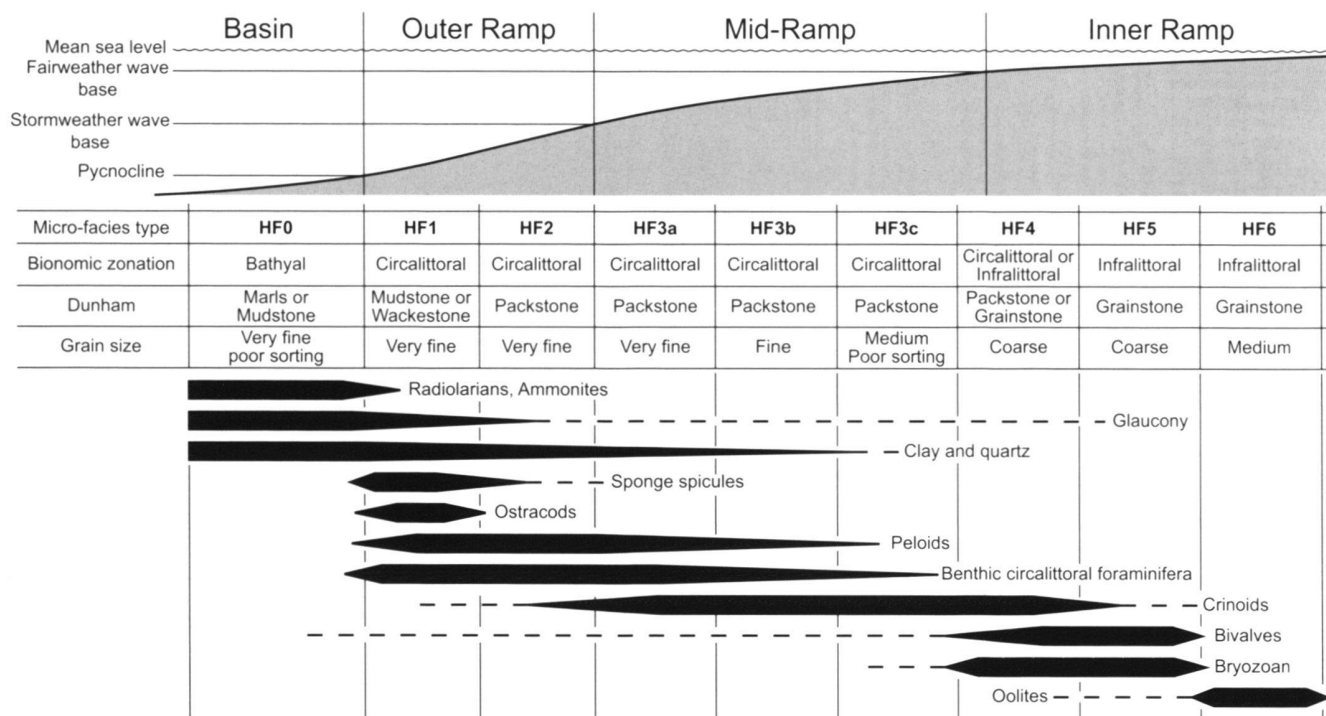 Basin Outer Ramp Mid-Ramp Inner Ramp
Mean sea level
Fairweather wave
base
Stormweather wave
base
Pycnocline
Micro-facies type HF0 HF1 HF2 HF3a HF3b HF3c HF4 HF5 HF6
Bionomic zonation Bathyal Circalittoral Circalittoral Circalittoral Circalittoral Circalittoral Circalittoral or Infralittoral Infralittoral Infralittoral
Dunham Marls or Mudstone Mudstone or Wackestone Packstone Packstone Packstone Packstone Packstone or Grainstone Grainstone Grainstone
Grain size Very fine poor sorting Very fine Very fine Very fine Fine Medium Poor sorting Coarse Coarse Medium
Radiolarians, Ammonites
Glaucony
Clay and quartz
Sponge spicules
Ostracods
Peloids
Benthic circalittoral foraminifera
Crinoids
Bivalves
Bryozoan
Oolites